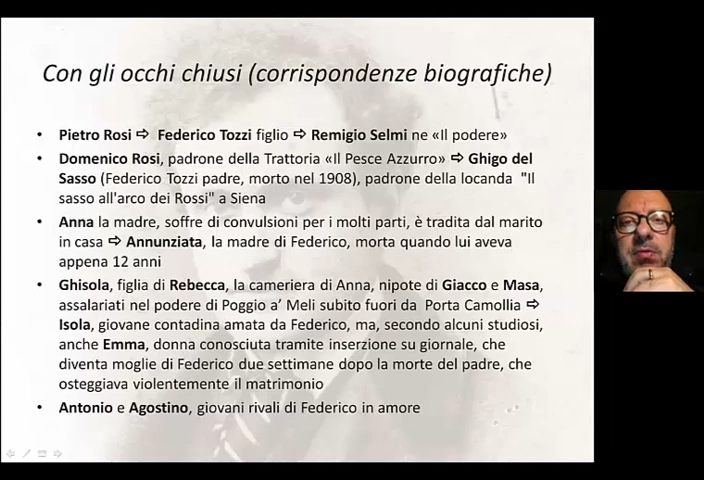 Con gli occhi chiusi (corrispondenze biografiche)
• Pietro Rosi ⇨ Federico Tozzi figlio ⇨ Remigio Selmi ne «Il podere»
• Domenico Rosi, padrone della Trattoria «Il Pesce Azzurro» ⇨ Ghigo del
Sasso (Federico Tozzi padre, morto nel 1908), padrone della locanda "Il
sasso all'arco dei Rossi" a Siena
• Anna la madre, soffre di convulsioni per i molti parti, è tradita dal marito
in casa ⇨ Annunziata, la madre di Federico, morta quando lui aveva
appena 12 anni
• Ghisola, figlia di Rebecca, la cameriera di Anna, nipote di Giacco e Masa,
assalariati nel podere di Poggio a' Meli subito fuori da Porta Camollia ⇨
Isola, giovane contadina amata da Federico, ma, secondo alcuni studiosi,
anche Emma, donna conosciuta tramite inserzione su giornale, che
diventa moglie di Federico due settimane dopo la morte del padre, che
osteggiava violentemente il matrimonio
• Antonio e Agostino, giovani rivali di Federico in amore